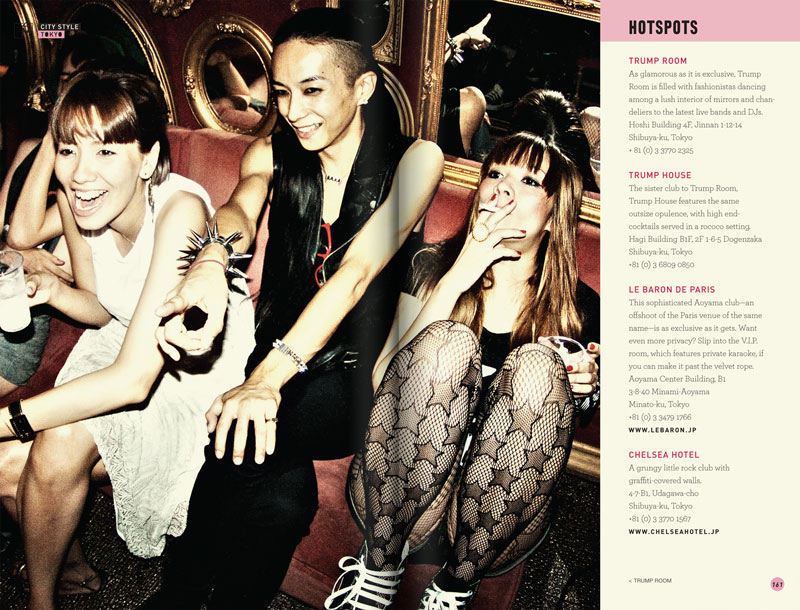 CITY STYLE
TOKYO
HOTSPOTS
TRUMP ROOM
As glamorous as it is exclusive, Trump
Room is filled with fashionistas dancing
among a lush interior of mirrors and chan-
deliers to the latest live bands and DJs.
Hoshi Building 4F, Jinnan 1-12-14
Shibuya-ku, Tokyo
+ 81 (0) 3 3770 2325
TRUMP HOUSE
The sister club to Trump Room,
Trump House features the same
outsize opulence, with high end-
cocktails served in a rococo setting.
Hagi Building B1F, 2F 1-6-5 Dogenzaka
Shibuya-ku, Tokyo
+81 (0) 3 6809 0850
LE BARON DE PARIS
This sophisticated Aoyama club—an
offshoot of the Paris venue of the same
name—is as exclusive as it gets. Want
even more privacy? Slip into the V.I.P.
room, which features private karaoke, if
you can make it past the velvet rope.
Aoyama Center Building, B1
3-8-40 Minami-Aoyama
Minato-ku, Tokyo
+81 (0) 3 3479 1766
WWW.LEBARON.JP
CHELSEA HOTEL
A grungy little rock club with
graffiti-covered walls.
4-7-B1, Udagawa-cho
Shibuya-ku, Tokyo
+81 (0) 3 3770 1567
WWW.CHELSEAHOTEL.JP
< TRUMP ROOM
161